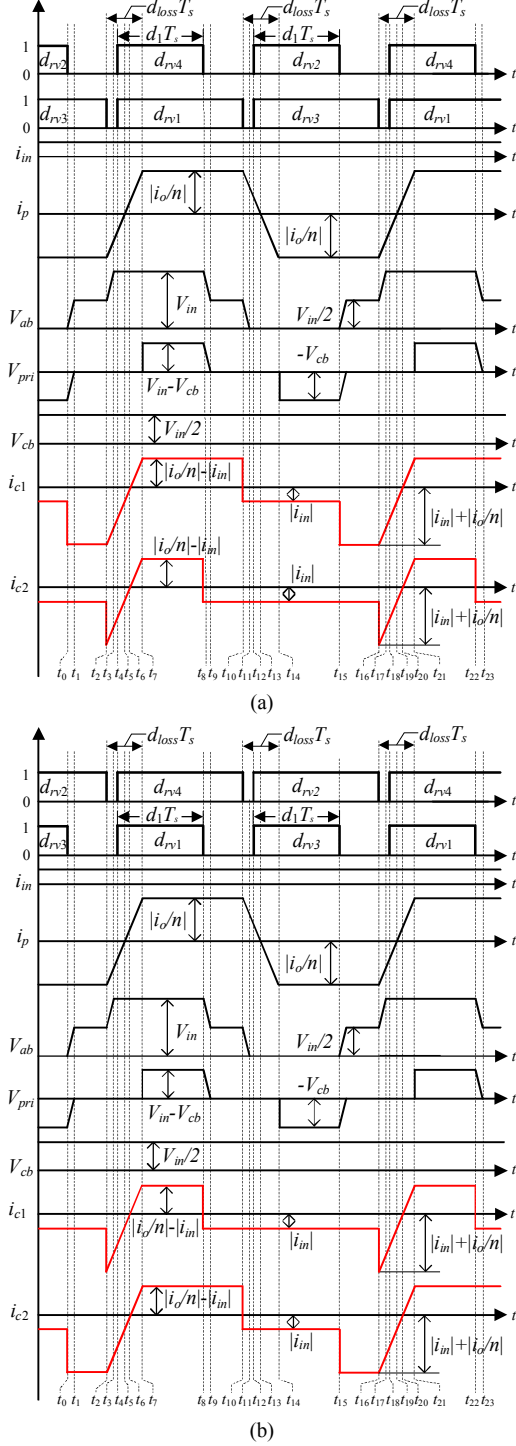 d_loss T_s d_loss T_s d_loss T_s
d_1 T_s d_1 T_s
1
0
d_rv2 d_rv4 d_rv2 d_rv4 t
1
0
d_rv3 d_rv1 d_rv3 d_rv1 t
i_in t
i_p |i_o/n| |i_o/n| t
V_ab V_in V_in/2 t
V_pri V_in-V_cb -V_cb t
V_cb V_in/2 t
i_c1 |i_o/n|-|i_in| |i_in| |i_in|+|i_o/n| t
i_c2 |i_o/n|-|i_in| |i_in| |i_in|+|i_o/n| t
t_0 t_1 t_2 t_3 t_4 t_5 t_6 t_7 t_8 t_9 t_10 t_11 t_12 t_13 t_14 t_15 t_16 t_17 t_18 t_19 t_20 t_21 t_22 t_23
(a)
d_loss T_s d_loss T_s d_loss T_s
1
0
d_rv2 d_rv4 d_rv2 d_rv4 t
d_1 T_s d_1 T_s
1
0
d_rv3 d_rv1 d_rv3 d_rv1 t
i_in t
i_p |i_o/n| |i_o/n| t
V_ab V_in V_in/2 t
V_pri V_in-V_cb -V_cb t
V_cb V_in/2 t
i_c1 |i_o/n|-|i_in| |i_in| |i_in|+|i_o/n| t
i_c2 |i_o/n|-|i_in| |i_in| |i_in|+|i_o/n| t
t_0 t_1 t_2 t_3 t_4 t_5 t_6 t_7 t_8 t_9 t_10 t_11 t_12 t_13 t_14 t_15 t_16 t_17 t_18 t_19 t_20 t_21 t_22 t_23
(b)